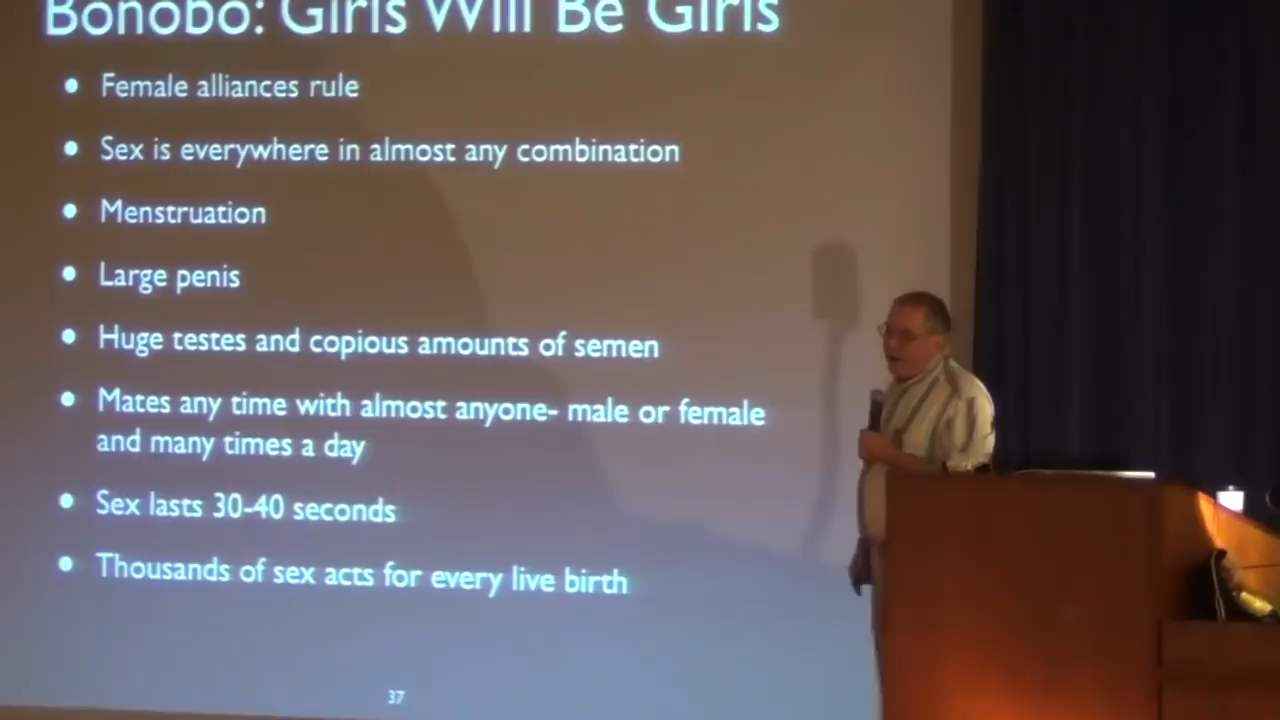 Bonobo: Girls Will Be Girls
• Female alliances rule
• Sex is everywhere in almost any combination
• Menstruation
• Large penis
• Huge testes and copious amounts of semen
• Mates any time with almost anyone- male or female
and many times a day
• Sex lasts 30-40 seconds
• Thousands of sex acts for every live birth
37